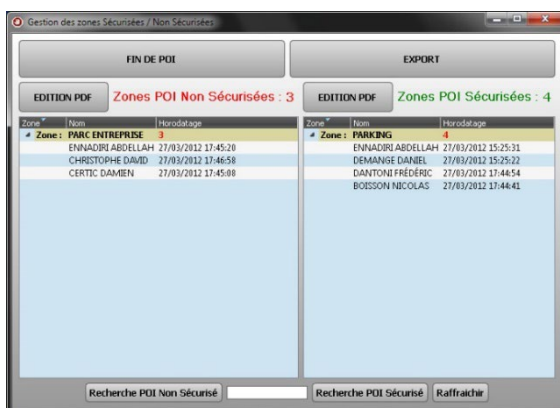 Gestion des zones Sécurisées / Non Sécurisées
FIN DE POI
EXPORT
EDITION PDF
Zones POI Non Sécurisées : 3
EDITION PDF
Zones POI Sécurisées : 4
Zone Nom Horodatage
Zone : PARC ENTREPRISE 3
ENNADIRI ABDELLAH 27/03/2012 17:45:20
CHRISTOPHE DAVID 27/03/2012 17:46:58
CERTIC DAMIEN 27/03/2012 17:45:08
Zone Nom Horodatage
Zone : PARKING 4
ENNADIRI ABDELLAH 27/03/2012 15:25:31
DEMANGE DANIEL 27/03/2012 15:25:22
DANTONI FRÉDÉRIC 27/03/2012 17:44:54
BOISSON NICOLAS 27/03/2012 17:44:41
Recherche POI Non Sécurisé
Recherche POI Sécurisé
Raffraichir